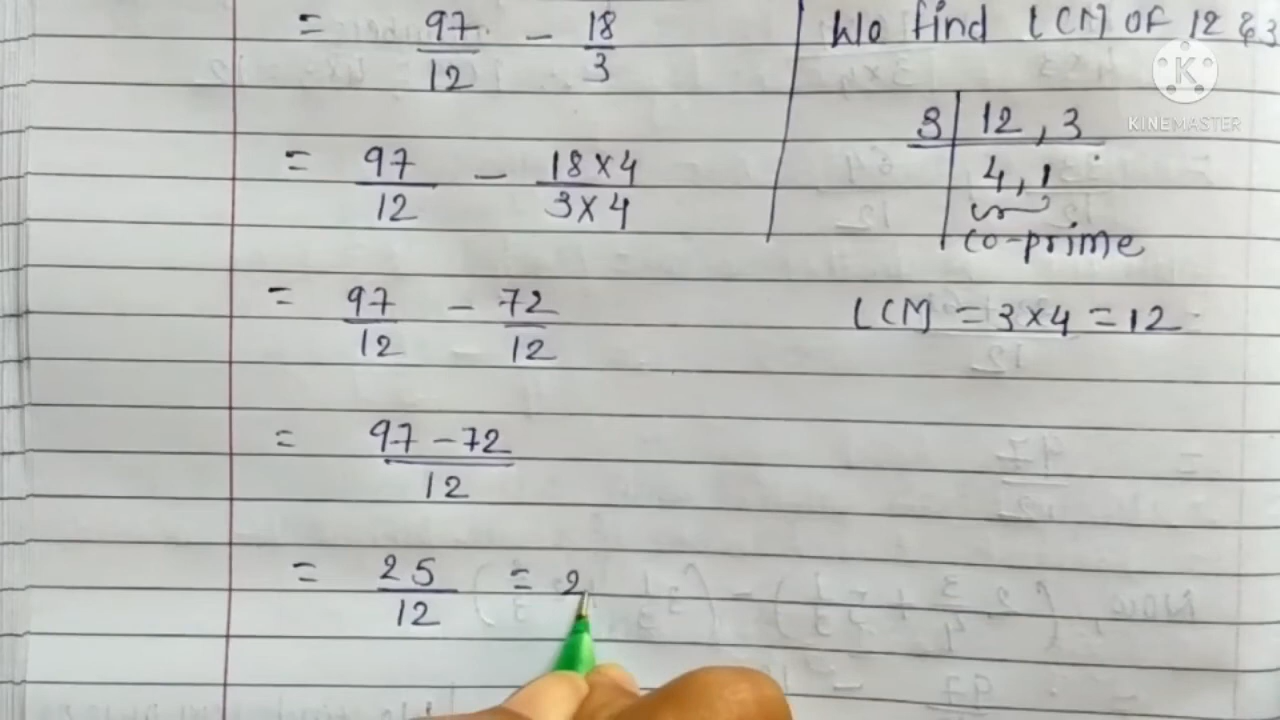 = 97/12 - 18/3
= 97/12 - 18×4/3×4
= 97/12 - 72/12
= 97-72/12
= 25/12 = 2
We find LCM OF 12 & 3
3 | 12, 3
4, 1
co-prime
LCM = 3×4 = 12
K
KINEMASTER